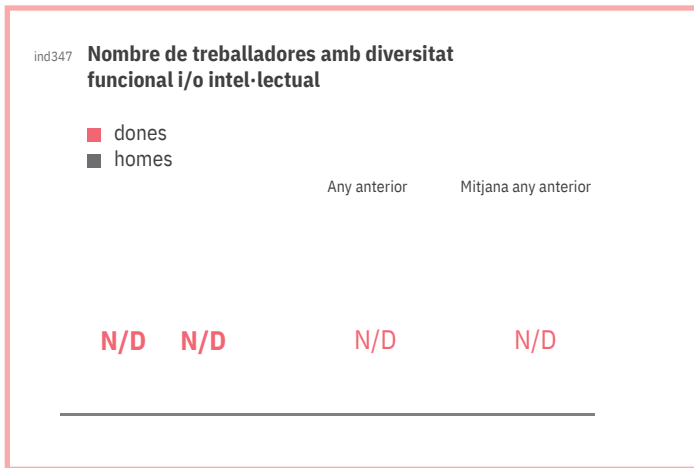 ind347 Nombre de treballadores amb diversitat
funcional i/o intel·lectual
dones
homes
Any anterior Mitjana any anterior
N/D N/D N/D N/D